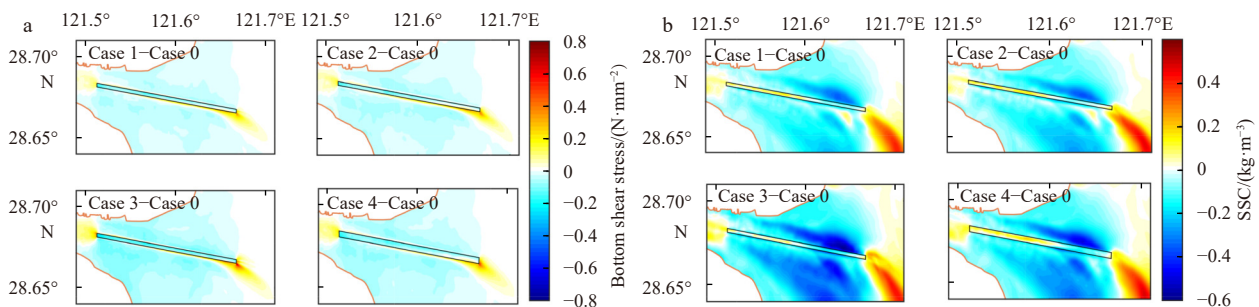 a
121.5° 121.6° 121.7°E 121.5° 121.6° 121.7°E
28.70°
N
28.65°
Case 1−Case 0
Case 2−Case 0
28.70°
N
28.65°
Case 3−Case 0
Case 4−Case 0
0.8
0.6
0.4
0.2
0
−0.2
−0.4
−0.6
−0.8
Bottom shear stress/(N·mm⁻²)
b
121.5° 121.6° 121.7°E 121.5° 121.6° 121.7°E
28.70°
N
28.65°
Case 1−Case 0
Case 2−Case 0
28.70°
N
28.65°
Case 3−Case 0
Case 4−Case 0
0.4
0.2
0
−0.2
−0.4
−0.6
SSC/(kg·m⁻³)